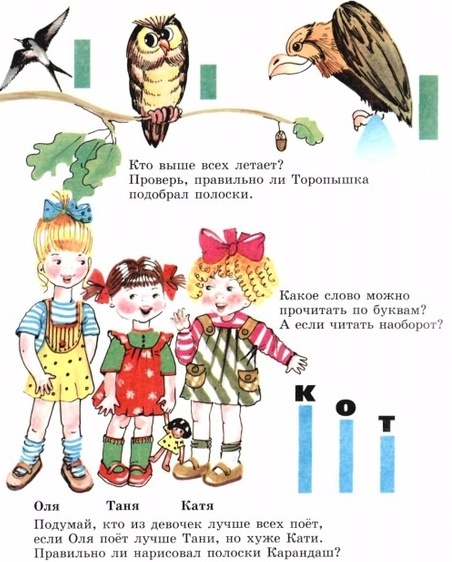 Кто выше всех летает?
Проверь, правильно ли Торопышка
подобрал полоски.
Какое слово можно
прочитать по буквам?
А если читать наоборот?
К О Т
Оля Таня Катя
Подумай, кто из девочек лучше всех поёт,
если Оля поёт лучше Тани, но хуже Кати.
Правильно ли нарисовал полоски Карандаш?